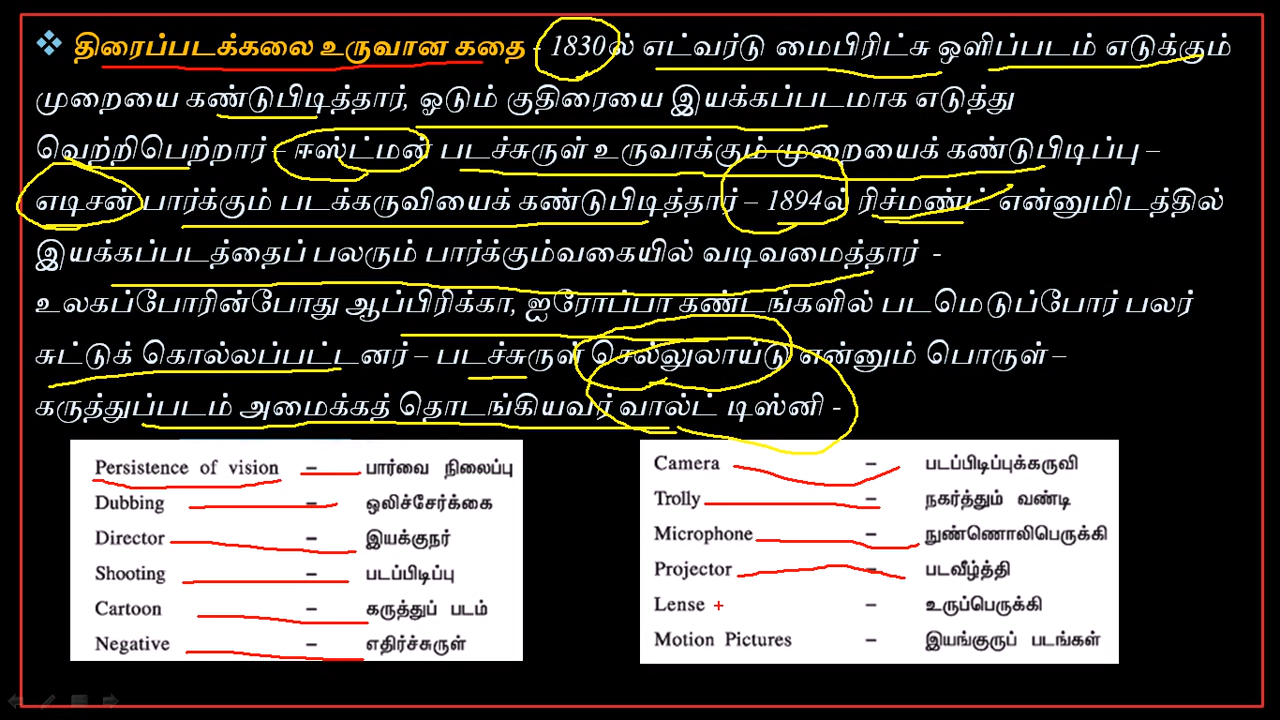 திரைப்படக்கலை உருவான கதை - 1830ல் எட்வர்டு மைபிரிட்சு ஒளிப்படம் எடுக்கும்
முறையை கண்டுபிடித்தார், ஓடும் குதிரையை இயக்கப்படமாக எடுத்து
வெற்றிபெற்றார் – ஈஸ்ட்மன் படச்சுருள் உருவாக்கும் முறையைக் கண்டுபிடிப்பு –
எடிசன் பார்க்கும் படக்கருவியைக் கண்டுபிடித்தார் – 1894ல் ரிச்மண்ட் என்னுமிடத்தில்
இயக்கப்படத்தைப் பலரும் பார்க்கும்வகையில் வடிவமைத்தார் -
உலகப்போரின்போது ஆப்பிரிக்கா, ஐரோப்பா கண்டங்களில் படமெடுப்போர் பலர்
சுட்டுக் கொல்லப்பட்டனர் – படச்சுருள் செல்லுலாய்டு என்னும் பொருள் –
கருத்துப்படம் அமைக்கத் தொடங்கியவர் வால்ட் டிஸ்னி -
Persistence of vision – பார்வை நிலைப்பு
Dubbing – ஒலிச்சேர்க்கை
Director – இயக்குநர்
Shooting – படப்பிடிப்பு
Cartoon – கருத்துப் படம்
Negative – எதிர்ச்சுருள்
Camera – படப்பிடிப்புக்கருவி
Trolly – நகர்த்தும் வண்டி
Microphone – நுண்ணொலிபெருக்கி
Projector – படவீழ்த்தி
Lense – உருப்பெருக்கி
Motion Pictures – இயங்குருப் படங்கள்